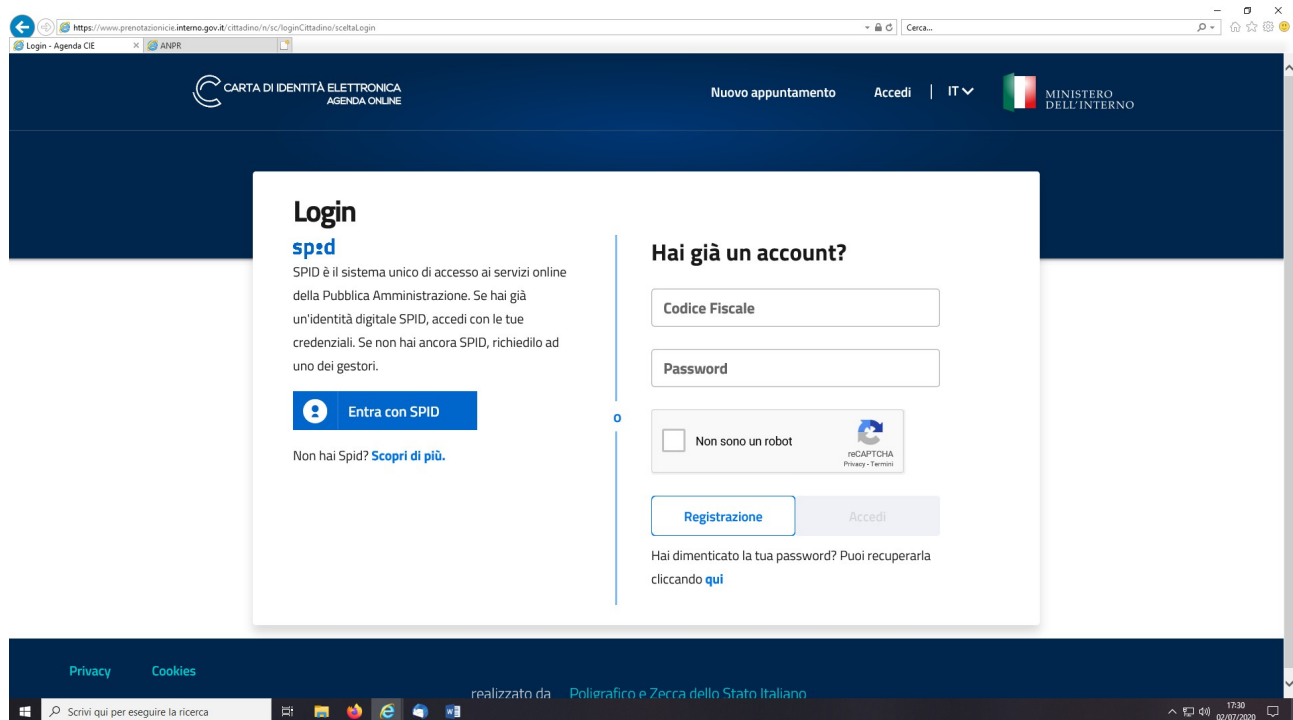 https://www.prenotazionicie.interno.gov.it/cittadino/n/sc/loginCittadino/sceltaLogin
Cerca...
Login - Agenda CIE
ANPR
CARTA DI IDENTITÀ ELETTRONICA
AGENDA ONLINE
Nuovo appuntamento
Accedi
IT
MINISTERO
DELL'INTERNO
Login
spid
SPID è il sistema unico di accesso ai servizi online
della Pubblica Amministrazione. Se hai già
un'identità digitale SPID, accedi con le tue
credenziali. Se non hai ancora SPID, richiedilo ad
uno dei gestori.
Entra con SPID
Non hai Spid? Scopri di più.
o
Hai già un account?
Codice Fiscale
Password
Non sono un robot
reCAPTCHA
Privacy - Termini
Registrazione
Accedi
Hai dimenticato la tua password? Puoi recuperarla
cliccando qui
Privacy
Cookies
realizzato da Poligrafico e Zecca dello Stato Italiano
Scrivi qui per eseguire la ricerca
17:30
02/07/2020